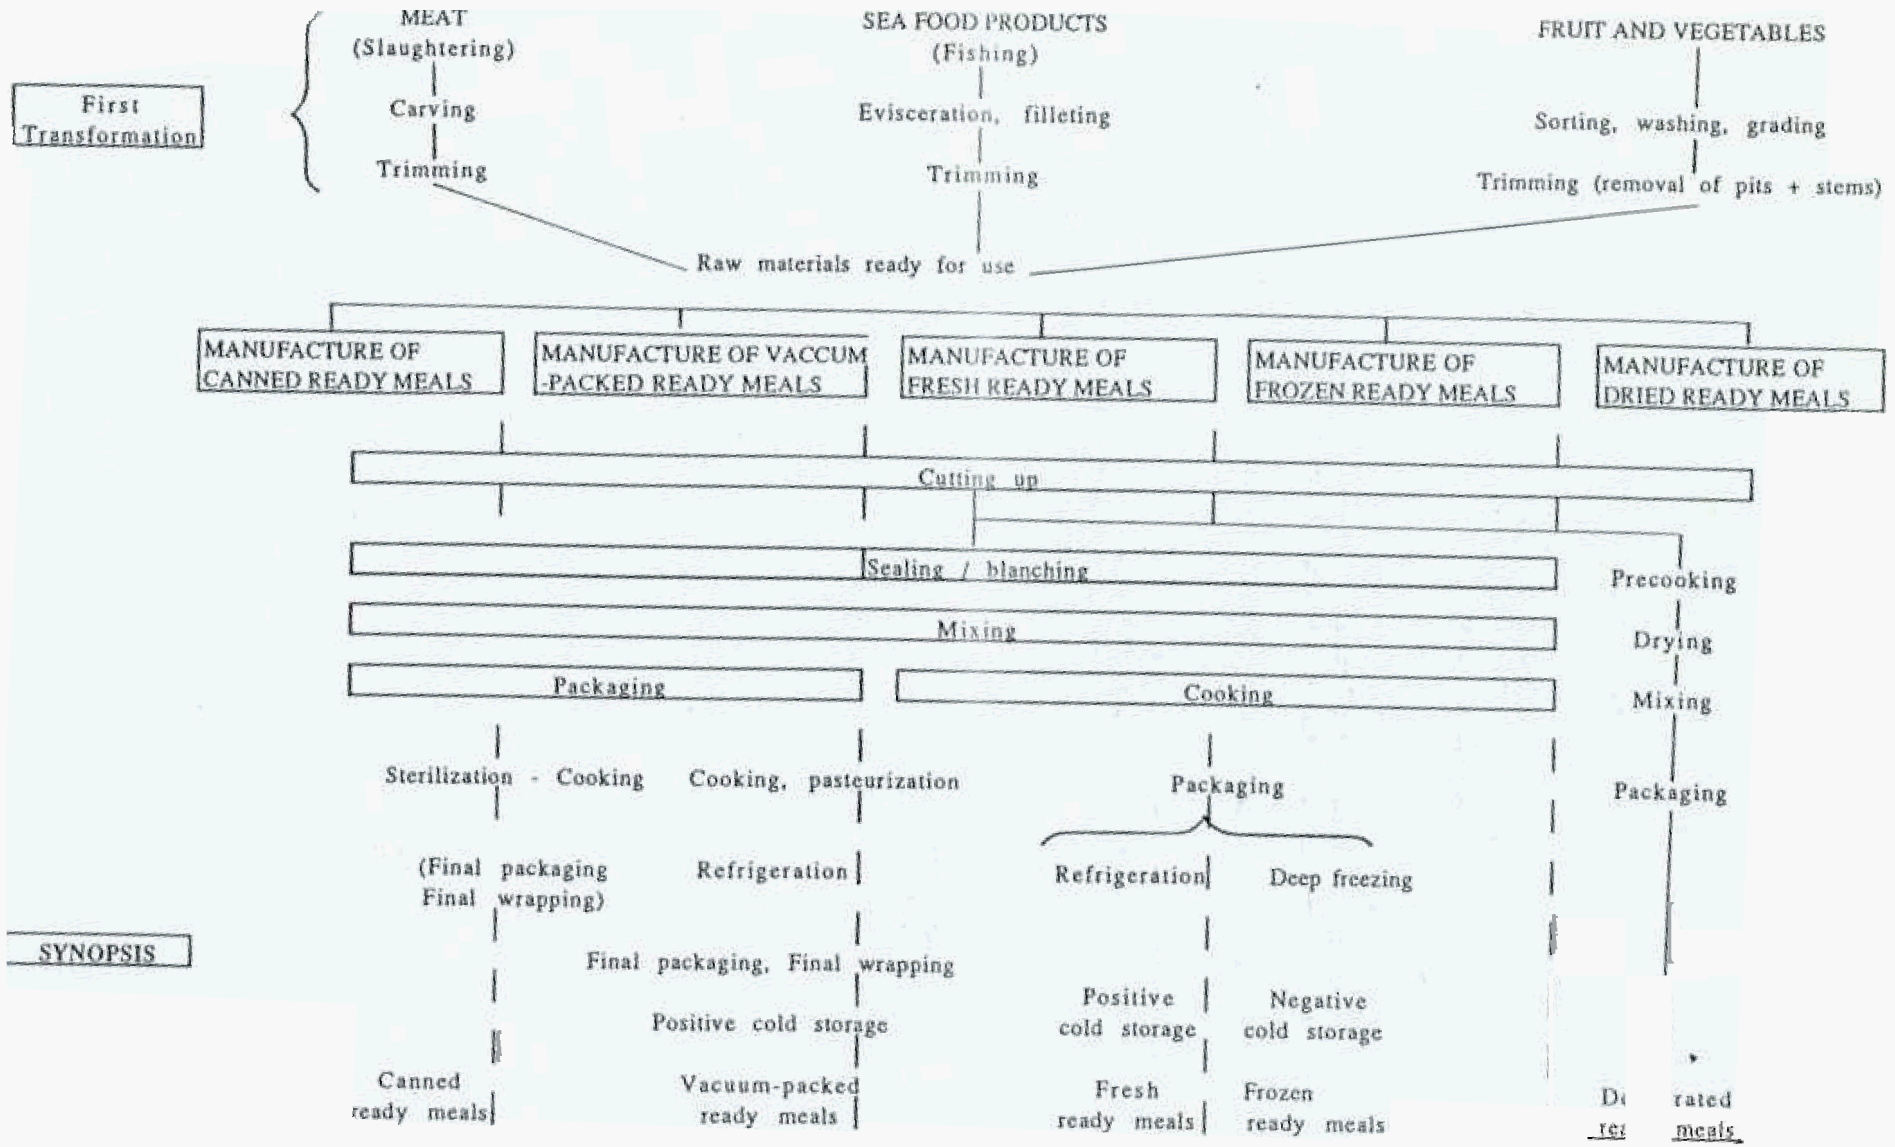 MEAT
(Slaughtering)
SEA FOOD PRODUCTS
(Fishing)
FRUIT AND VEGETABLES
First
Transformation
Carving
Evisceration, filleting
Sorting, washing, grading
Trimming
Trimming
Trimming (removal of pits + stems)
Raw materials ready for use
MANUFACTURE OF
CANNED READY MEALS
MANUFACTURE OF VACCUM
-PACKED READY MEALS
MANUFACTURE OF
FRESH READY MEALS
MANUFACTURE OF
FROZEN READY MEALS
MANUFACTURE OF
DRIED READY MEALS
Cutting up
Sealing / blanching
Precooking
Mixing
Drying
Packaging
Cooking
Mixing
Sterilization - Cooking
Cooking, pasteurization
Packaging
Packaging
(Final packaging
Final wrapping)
Refrigeration
Refrigeration
Deep freezing
SYNOPSIS
Final packaging, Final wrapping
Positive cold storage
Positive
cold storage
Negative
cold storage
Canned
ready meals
Vacuum-packed
ready meals
Fresh
ready meals
Frozen
ready meals
rated
meals